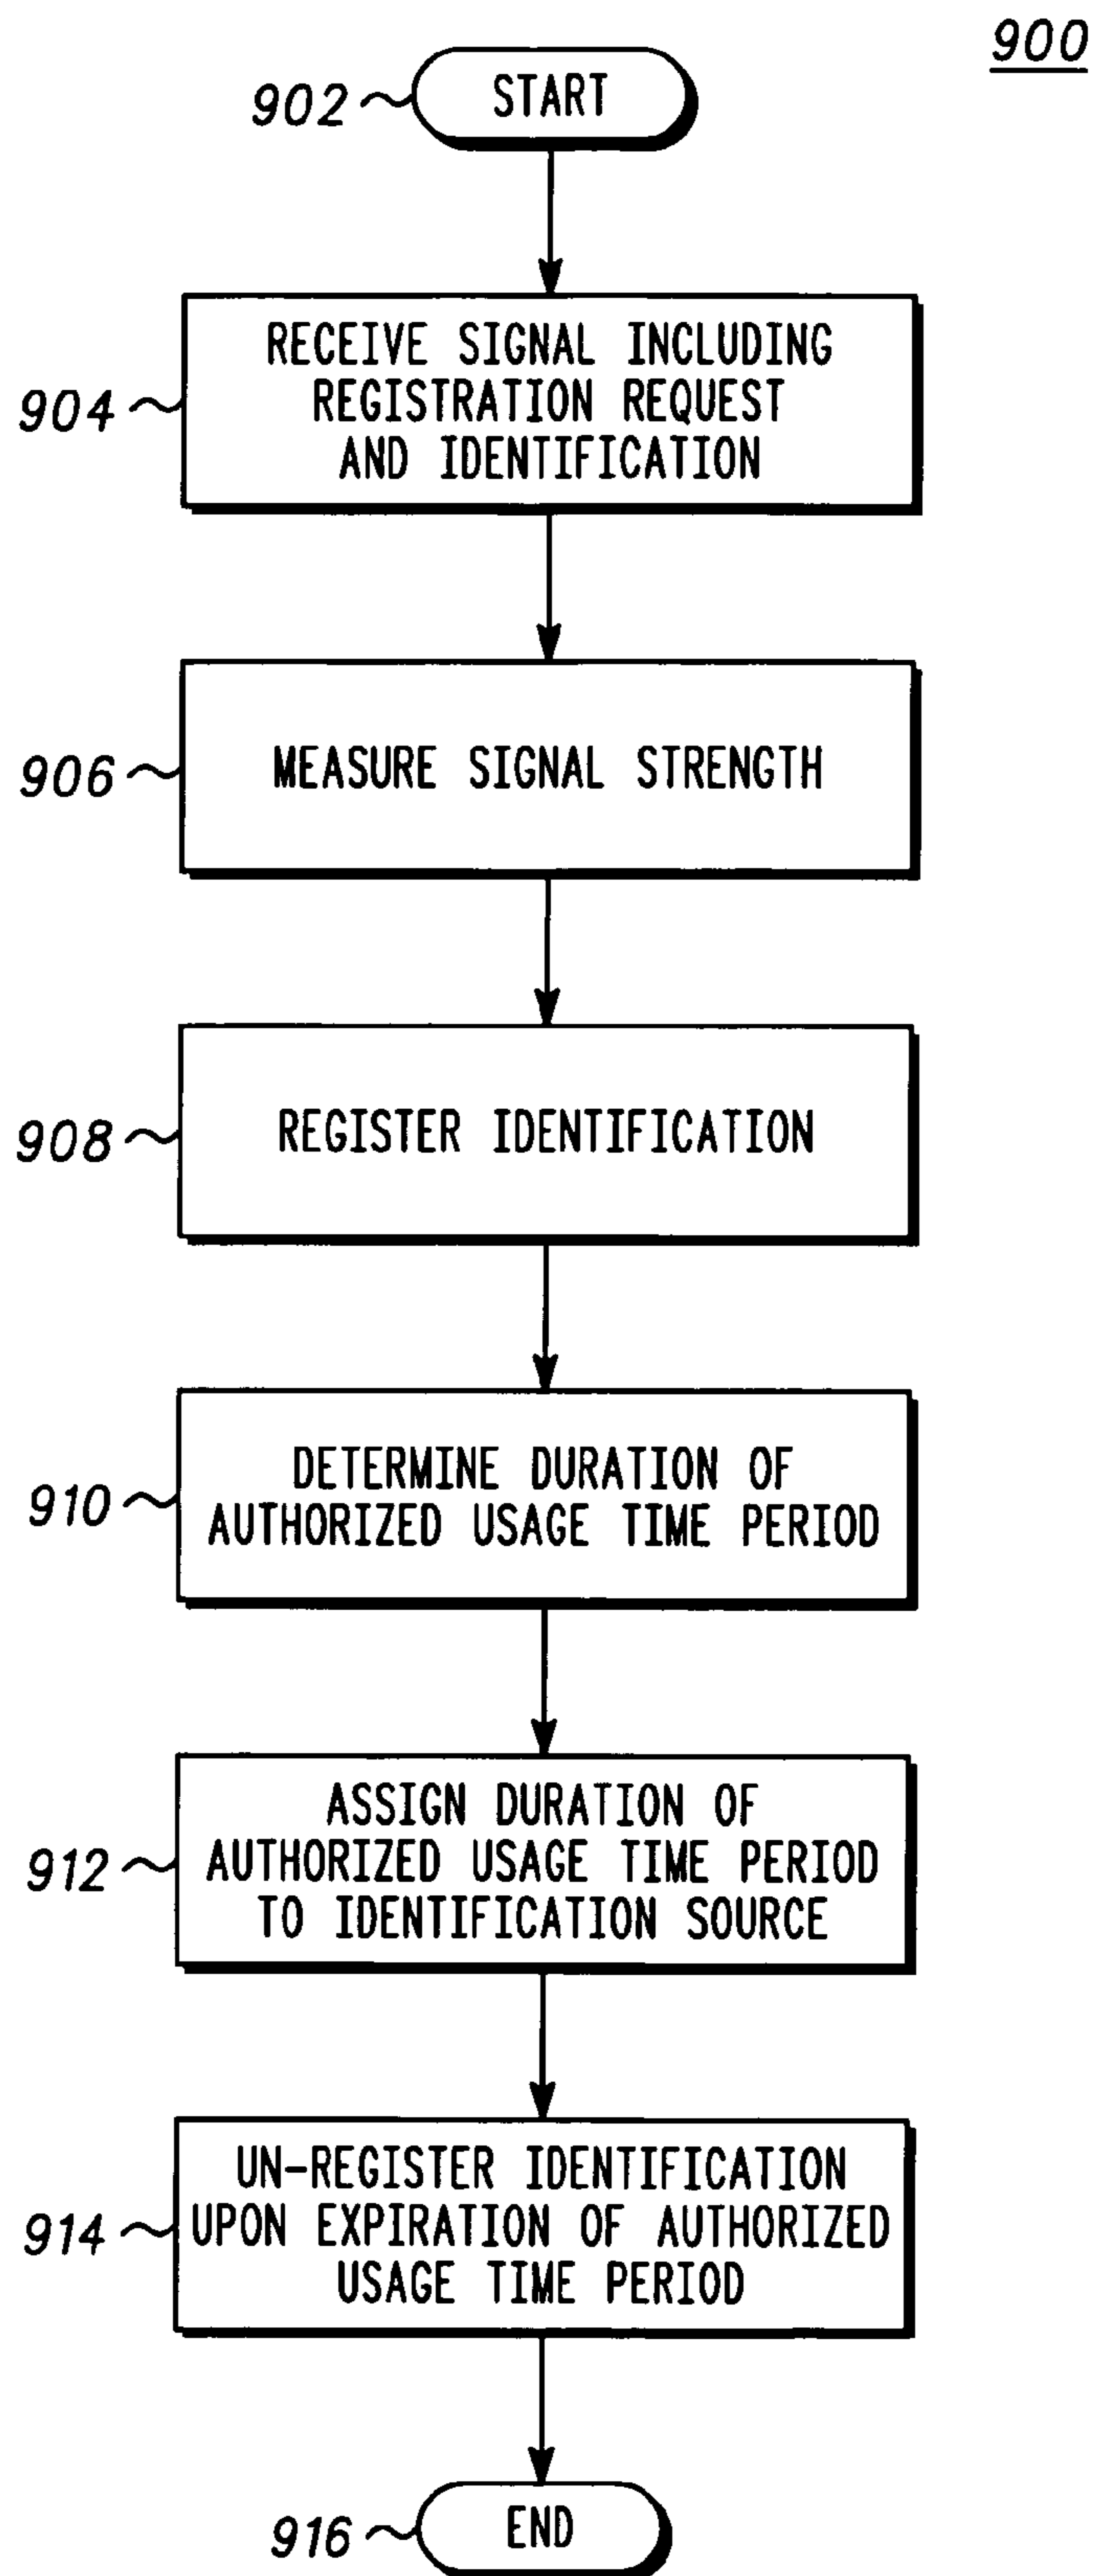 900
902
START
904
RECEIVE SIGNAL INCLUDING
REGISTRATION REQUEST
AND IDENTIFICATION
906
MEASURE SIGNAL STRENGTH
908
REGISTER IDENTIFICATION
910
DETERMINE DURATION OF
AUTHORIZED USAGE TIME PERIOD
912
ASSIGN DURATION OF
AUTHORIZED USAGE TIME PERIOD
TO IDENTIFICATION SOURCE
914
UN-REGISTER IDENTIFICATION
UPON EXPIRATION OF AUTHORIZED
USAGE TIME PERIOD
916
END